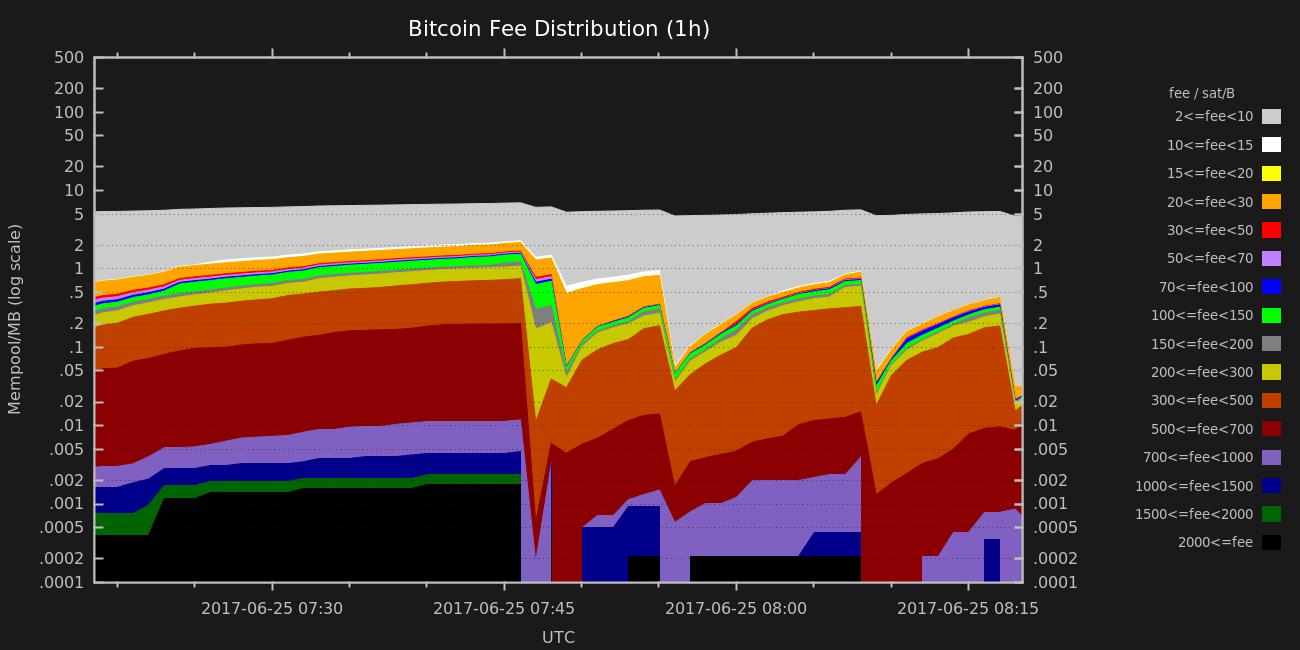 Bitcoin Fee Distribution (1h)
Mempool/MB (log scale)
500
200
100
50
20
10
5
2
1
.5
.2
.1
.05
.02
.01
.005
.002
.001
.0005
.0002
.0001
500
200
100
50
20
10
5
2
1
.5
.2
.1
.05
.02
.01
.005
.002
.001
.0005
.0002
.0001
2017-06-25 07:30
2017-06-25 07:45
2017-06-25 08:00
2017-06-25 08:15
UTC
fee / sat/B
2<=fee<10
10<=fee<15
15<=fee<20
20<=fee<30
30<=fee<50
50<=fee<70
70<=fee<100
100<=fee<150
150<=fee<200
200<=fee<300
300<=fee<500
500<=fee<700
700<=fee<1000
1000<=fee<1500
1500<=fee<2000
2000<=fee